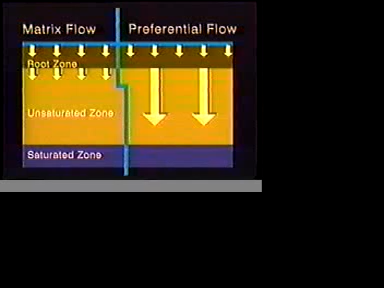 Matrix Flow
Preferential Flow
Root Zone
Unsaturated Zone
Saturated Zone